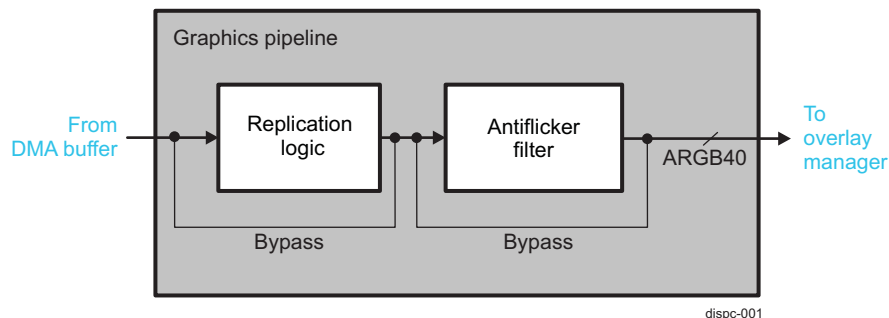 Graphics pipeline
From
DMA buffer
Replication
logic
Antiflicker
filter
ARGB40
To
overlay
manager
Bypass
Bypass
dispc-001